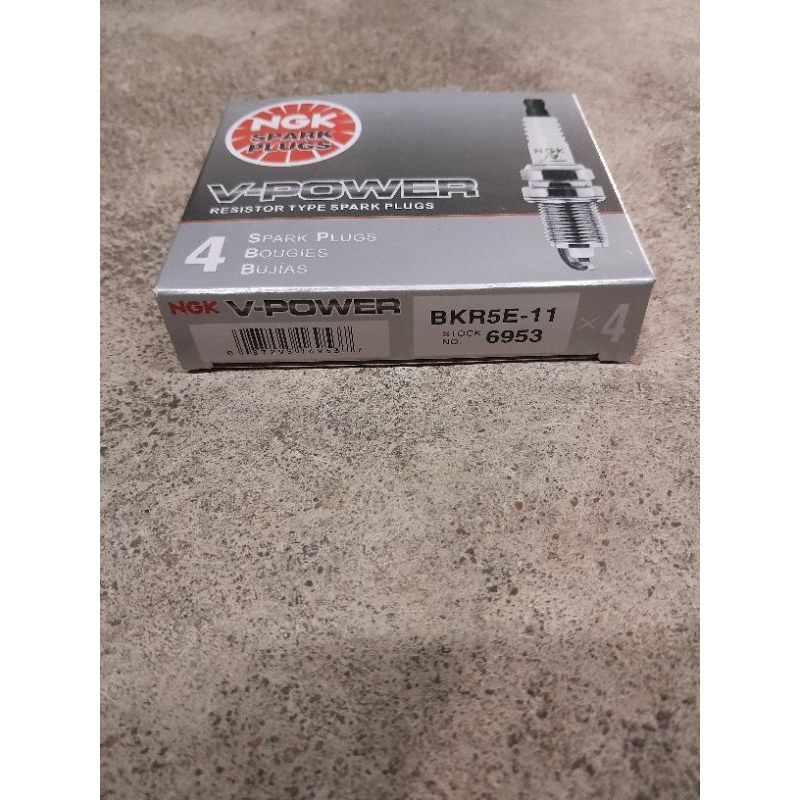 NGK
SPARK
PLUGS
NGK
V-POWER
RESISTOR TYPE SPARK PLUGS
4
SPARK PLUGS
BOUGIES
BUJIAS
NGK V-POWER
BKR5E-11
STOCK
NO. 6953
×4